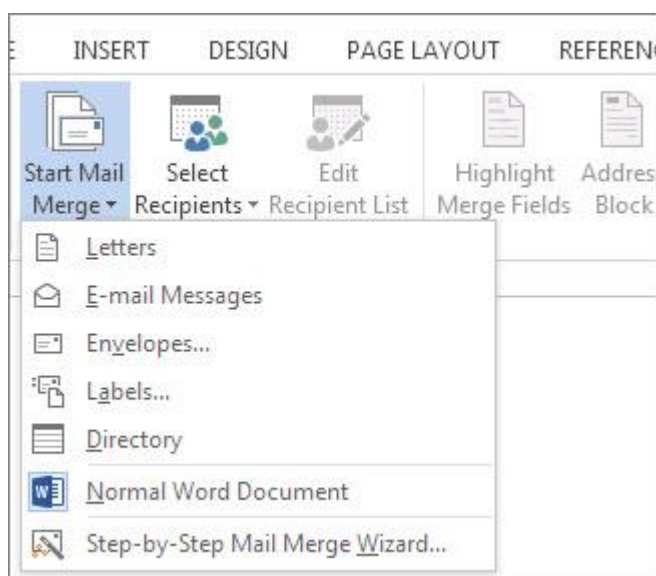 INSERT DESIGN PAGE LAYOUT
Start Mail Select Edit Highlight
Merge Recipients Recipient List Merge Fields Block
Letters
E-mail Messages
Envelopes...
Labels...
Directory
Normal Word Document
Step-by-Step Mail Merge Wizard...